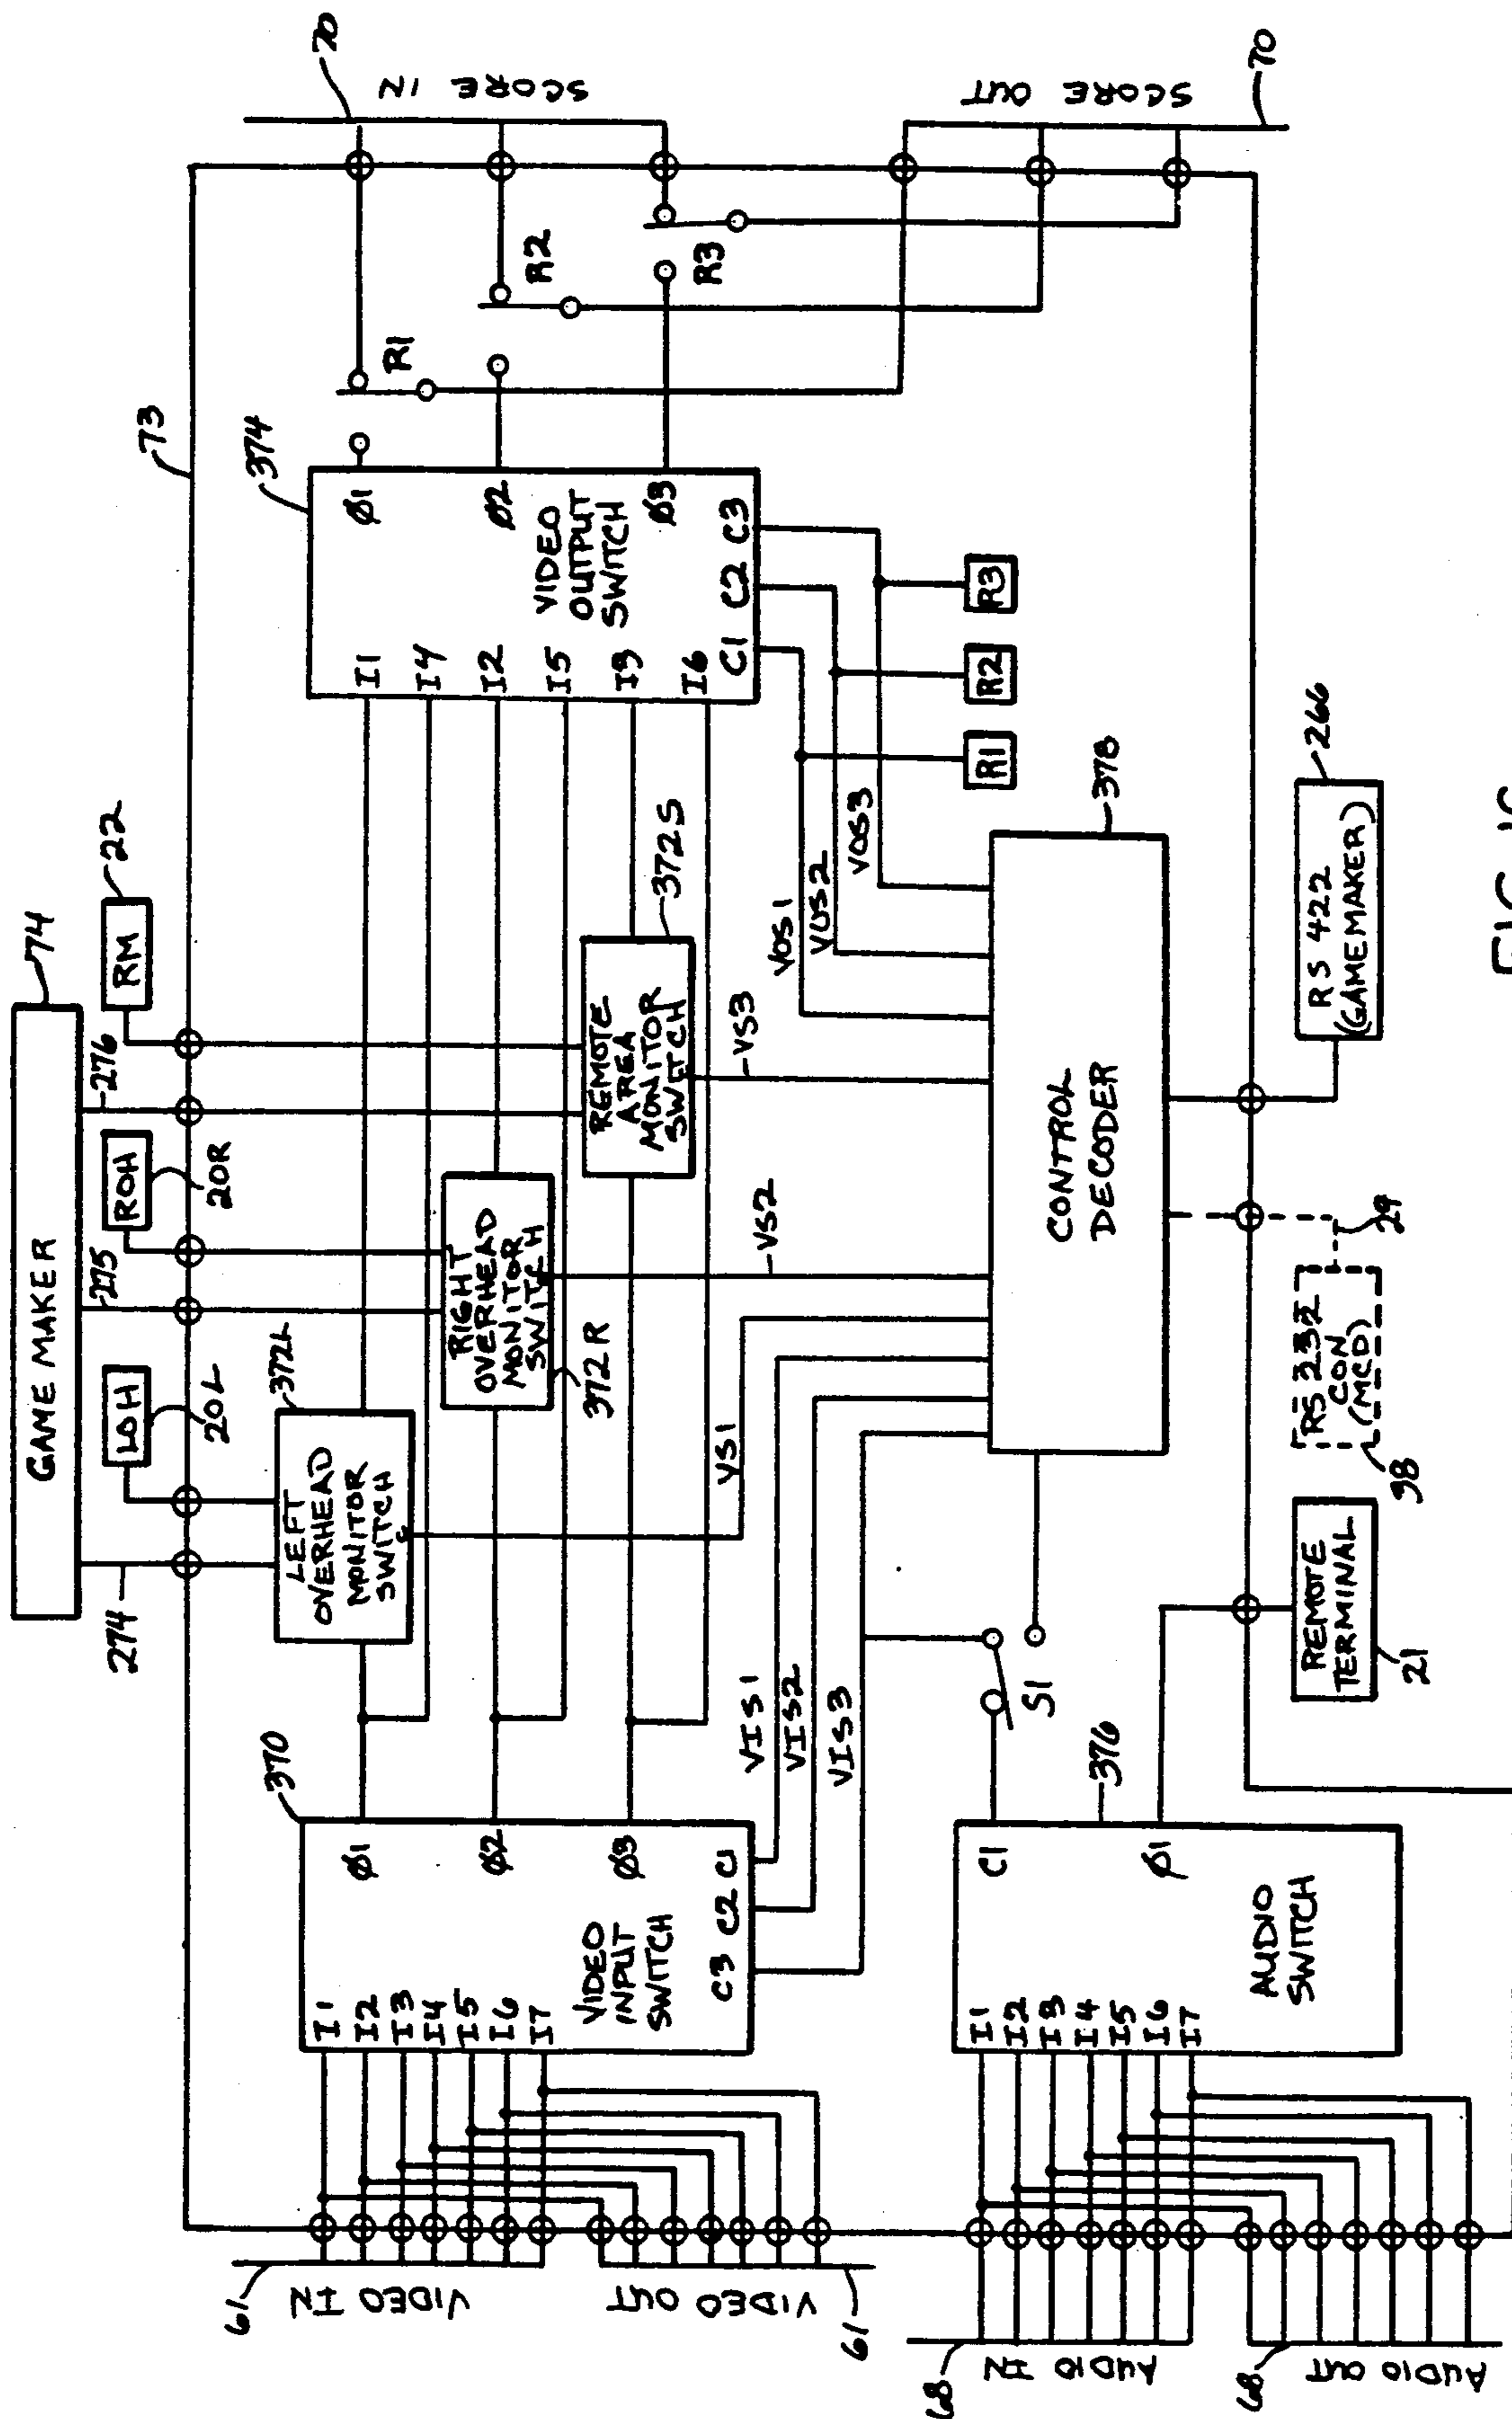 GAME MAKER
74
274
275
276
LOH
20L
ROH
20R
RM
22
73
370
VIDEO
INPUT
SWITCH
I1
I2
I3
I4
I5
I6
I7
Ø1
Ø2
Ø3
C3
C2
C1
61
VIDEO IN
VIDEO OUT
61
372L
LEFT
OVERHEAD
MONITOR
SWITCH
C
RIGHT
OVERHEAD
MONITOR
SWITCH
372R
REMOTE
AREA
MONITOR
SWITCH
372S
374
I1
I4
I2
I5
I3
I6
VIDEO
OUTPUT
SWITCH
Ø1
Ø2
Ø3
C1
C2
C3
R1
R2
R3
70
SCORE IN
SCORE OUT
70
VIS1
VIS2
VIS3
VS1
VS2
VS3
VOS1
VOS2
VOS3
R1
R2
R3
S1
CONTROL
DECODER
378
68
AUDIO IN
68
AUDIO OUT
I1
I2
I3
I4
I5
I6
I7
C1
Ø1
AUDIO
SWITCH
376
REMOTE
TERMINAL
21
RS 232
CON
(MCD)
98
29
RS 422
(GAMEMAKER)
266